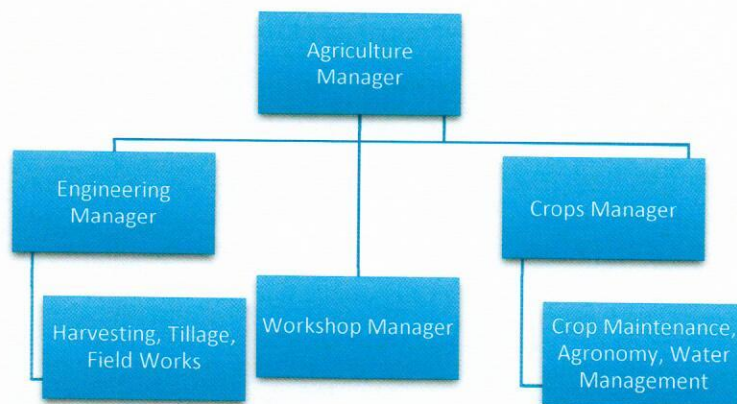 Agriculture
Manager
Engineering
Manager
Crops Manager
Harvesting, Tillage,
Field Works
Workshop Manager
Crop Maintenance,
Agronomy, Water
Management